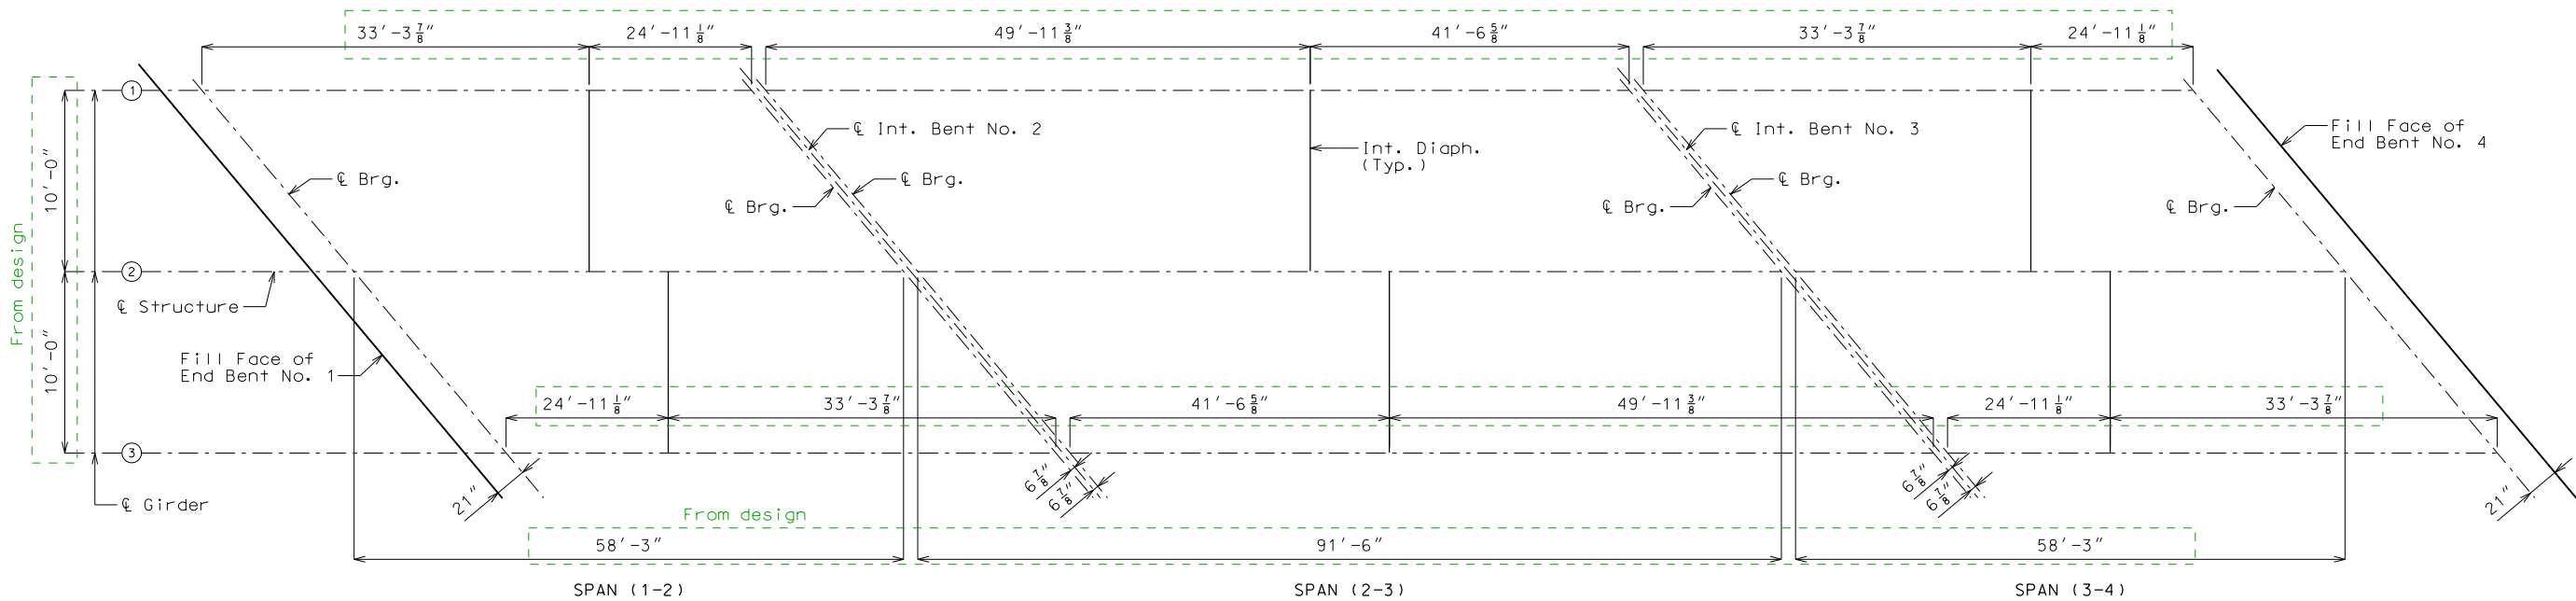 33'-3 7/8" 24'-11 1/8" 49'-11 3/8" 41'-6 5/8" 33'-3 7/8" 24'-11 1/8"
1
℄ Int. Bent No. 2
℄ Int. Bent No. 3
Fill Face of
End Bent No. 4
Int. Diaph.
(Typ.)
10'-0"
℄ Brg.
℄ Brg.
℄ Brg.
℄ Brg.
℄ Brg.
℄ Brg.
From design
2
℄ Structure
10'-0"
Fill Face of
End Bent No. 1
24'-11 1/8" 33'-3 7/8" 41'-6 5/8" 49'-11 3/8" 24'-11 1/8" 33'-3 7/8"
3
21"
6 7/8"
6 7/8"
6 7/8"
6 7/8"
21"
℄ Girder
From design
58'-3" 91'-6" 58'-3"
SPAN (1-2) SPAN (2-3) SPAN (3-4)